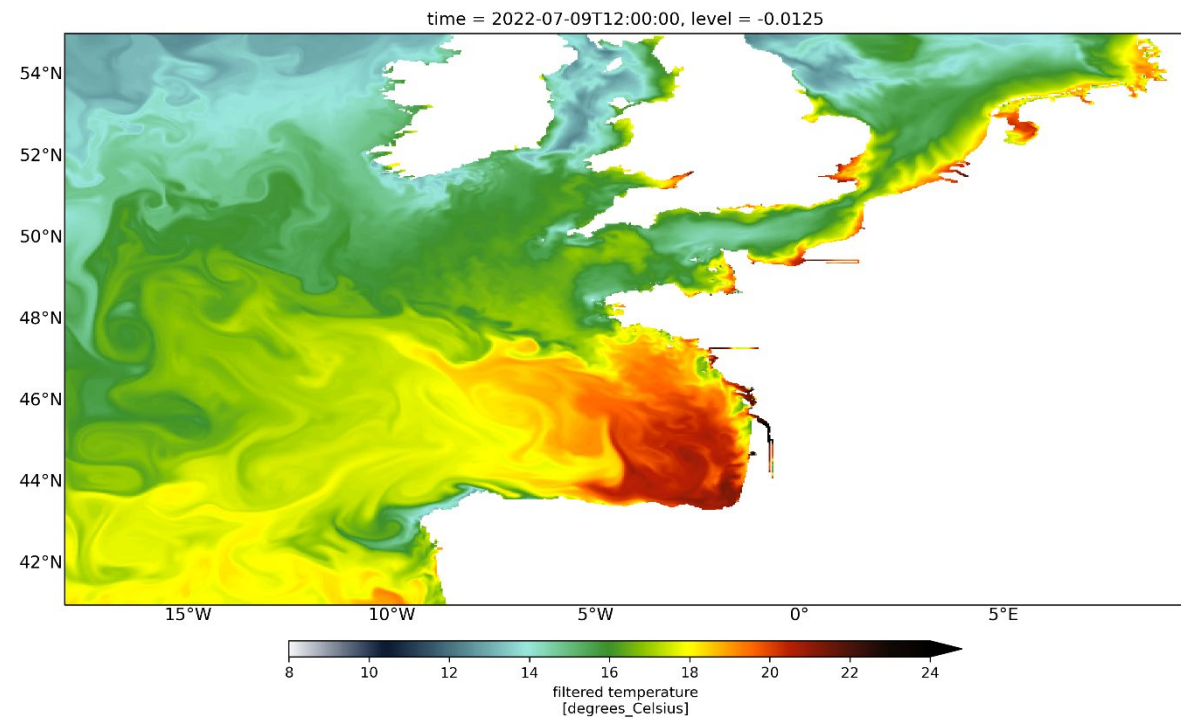 time = 2022-07-09T12:00:00, level = -0.0125
54°N
52°N
50°N
48°N
46°N
44°N
42°N
15°W 10°W 5°W 0° 5°E
8 10 12 14 16 18 20 22 24
filtered temperature
[degrees_Celsius]